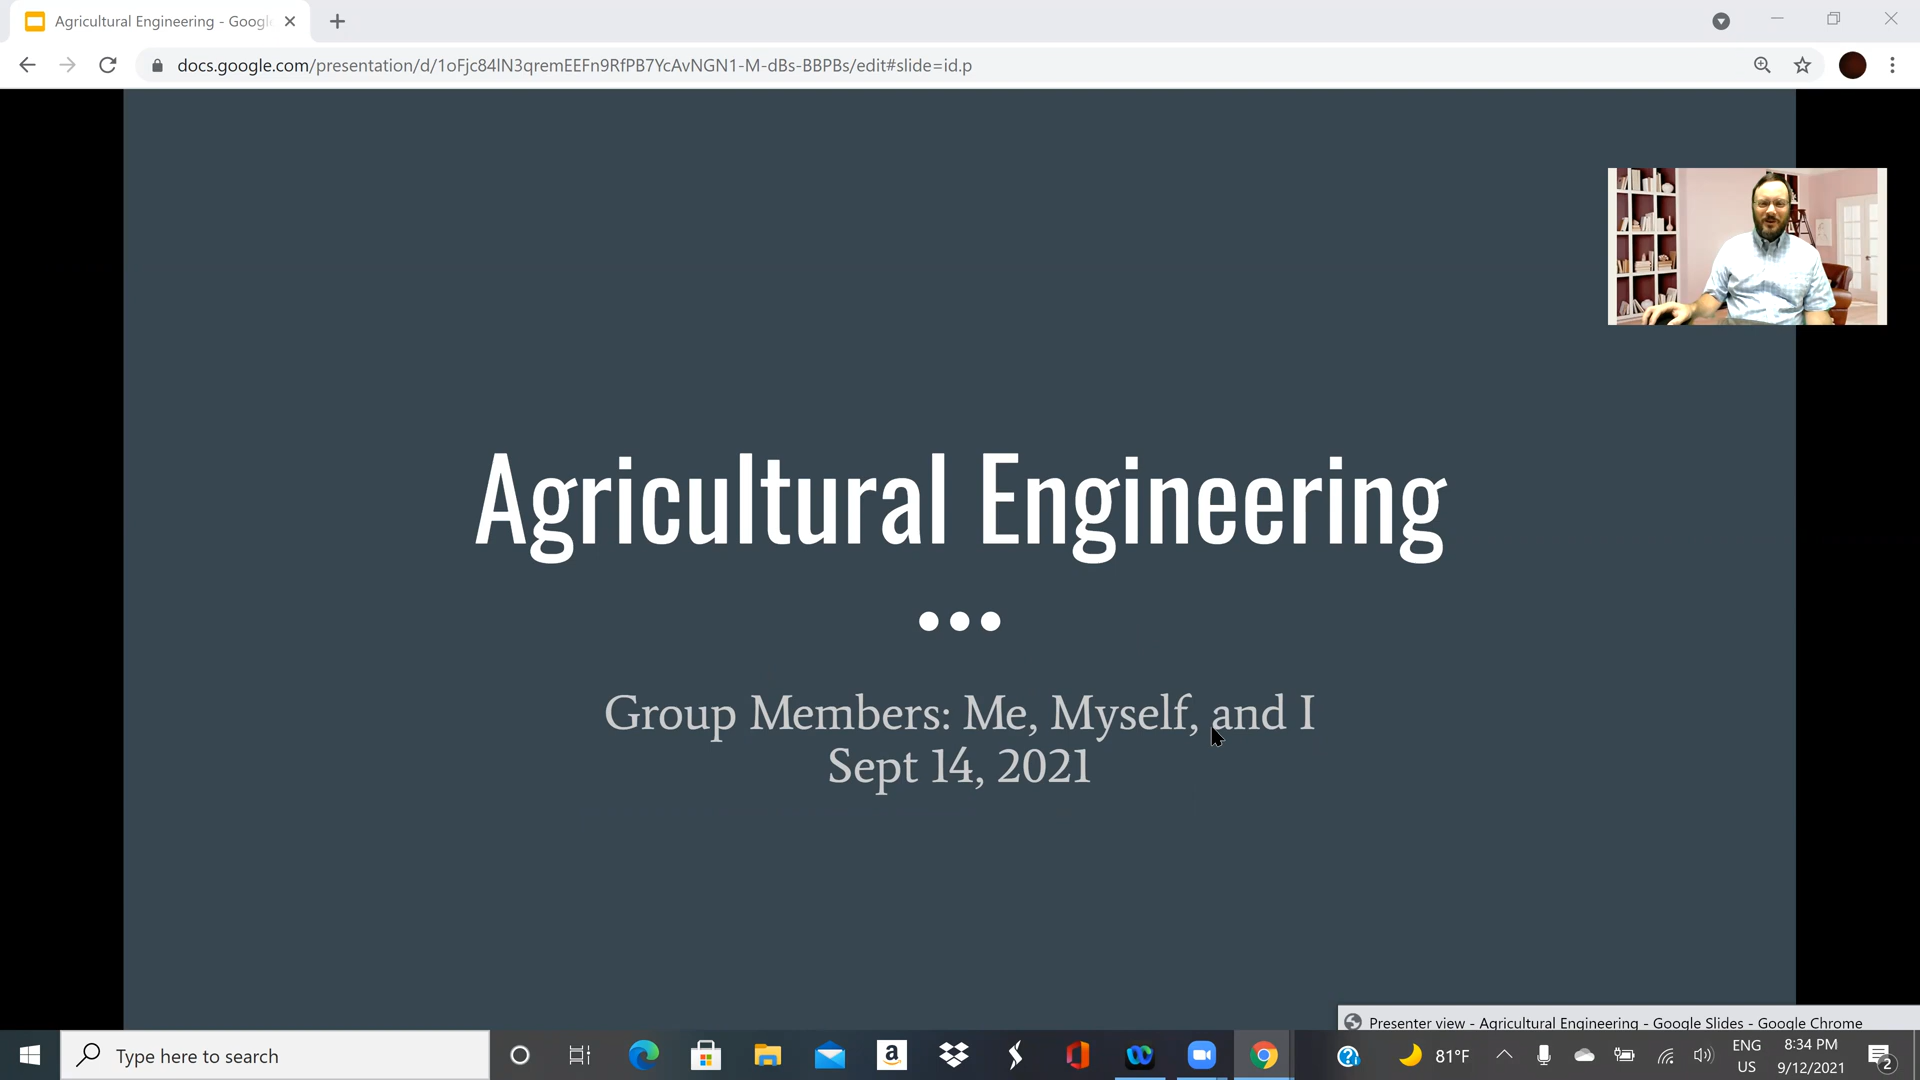 Agricultural Engineering - Google
docs.google.com/presentation/d/1oFjc84lN3qremEEFn9RfPB7YcAvNGN1-M-dBs-BBPBs/edit#slide=id.p
Agricultural Engineering
Group Members: Me, Myself, and I
Sept 14, 2021
Presenter view - Agricultural Engineering - Google Slides - Google Chrome
Type here to search
a
81°F
ENG
US
8:34 PM
9/12/2021
2